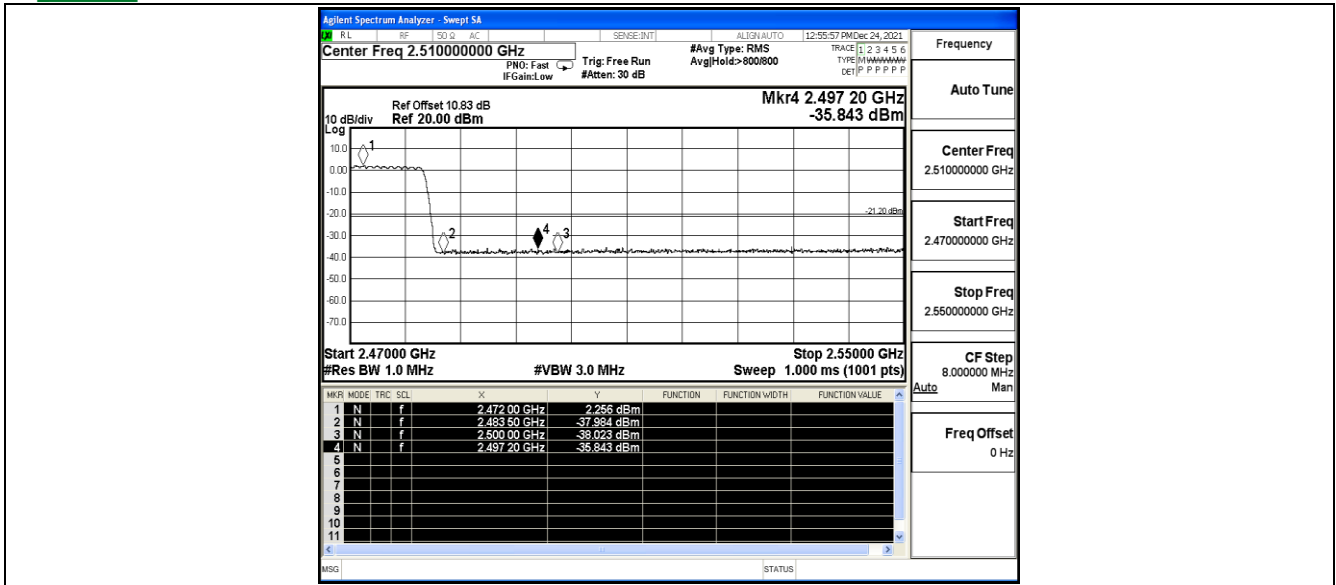 Agilent Spectrum Analyzer - Swept SA
RL RF 50 Ω AC SENSE:INT ALIGN AUTO 12:55:57 PM Dec 24, 2021
Center Freq 2.510000000 GHz
PNO: Fast
IFGain:Low
Trig: Free Run
#Atten: 30 dB
#Avg Type: RMS
Avg|Hold:>800/800
TRACE 1 2 3 4 5 6
TYPE M
DET P P P P P P
Mkr4 2.497 20 GHz
-35.843 dBm
Ref Offset 10.83 dB
10 dB/div Ref 20.00 dBm
Log
10.0
0.00
-10.0
-20.0
-30.0
-40.0
-50.0
-60.0
-70.0
1
2
4
3
-21.20 dBm
Start 2.47000 GHz Stop 2.55000 GHz
#Res BW 1.0 MHz #VBW 3.0 MHz Sweep 1.000 ms (1001 pts)
MKR MODE TRC SCL X Y FUNCTION FUNCTION WIDTH FUNCTION VALUE
1 N f 2.472 00 GHz 2.256 dBm
2 N f 2.483 50 GHz -37.984 dBm
3 N f 2.500 00 GHz -38.023 dBm
4 N f 2.497 20 GHz -35.843 dBm
5
6
7
8
9
10
11
MSG STATUS
Frequency
Auto Tune
Center Freq
2.510000000 GHz
Start Freq
2.470000000 GHz
Stop Freq
2.550000000 GHz
CF Step
8.000000 MHz
Auto Man
Freq Offset
0 Hz